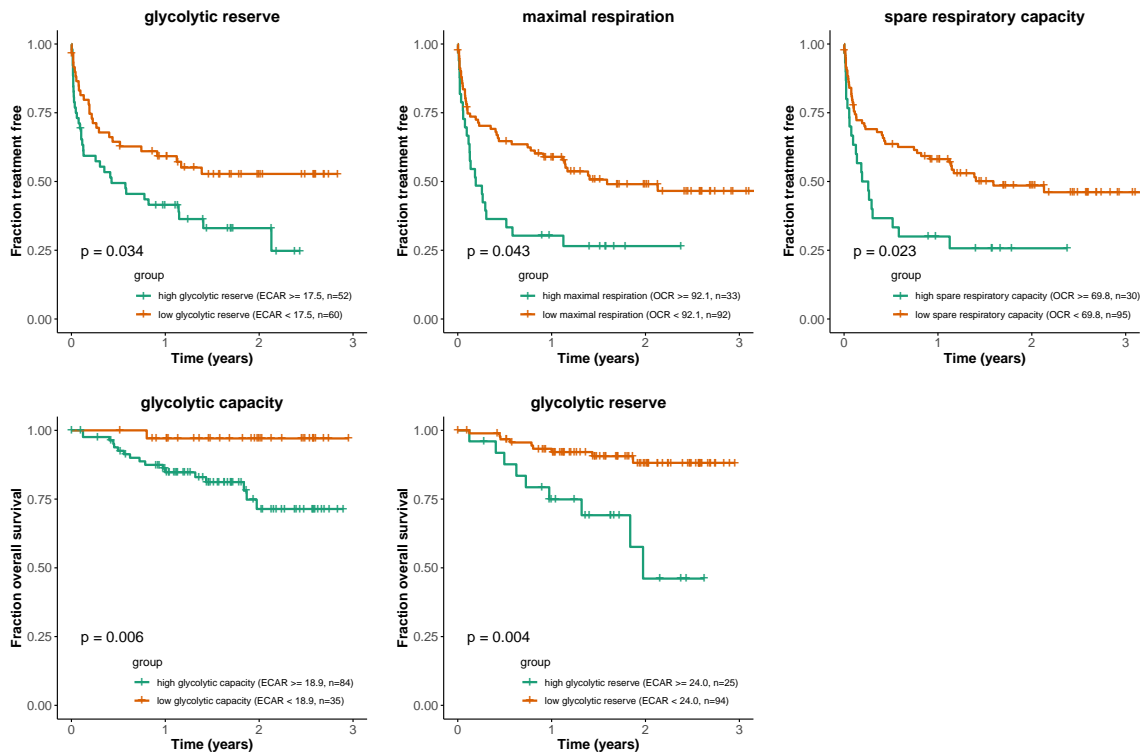 glycolytic reserve
Fraction treatment free
1.00
0.75
0.50
0.25
0.00
p = 0.034
group
high glycolytic reserve (ECAR >= 17.5, n=52)
low glycolytic reserve (ECAR < 17.5, n=60)
0 1 2 3
Time (years)
maximal respiration
Fraction treatment free
1.00
0.75
0.50
0.25
0.00
p = 0.043
group
high maximal respiration (OCR >= 92.1, n=33)
low maximal respiration (OCR < 92.1, n=92)
0 1 2 3
Time (years)
spare respiratory capacity
Fraction treatment free
1.00
0.75
0.50
0.25
0.00
p = 0.023
group
high spare respiratory capacity (OCR >= 69.8, n=30)
low spare respiratory capacity (OCR < 69.8, n=95)
0 1 2 3
Time (years)
glycolytic capacity
Fraction overall survival
1.00
0.75
0.50
0.25
0.00
p = 0.006
group
high glycolytic capacity (ECAR >= 18.9, n=84)
low glycolytic capacity (ECAR < 18.9, n=35)
0 1 2 3
Time (years)
glycolytic reserve
Fraction overall survival
1.00
0.75
0.50
0.25
0.00
p = 0.004
group
high glycolytic reserve (ECAR >= 24.0, n=25)
low glycolytic reserve (ECAR < 24.0, n=94)
0 1 2 3
Time (years)